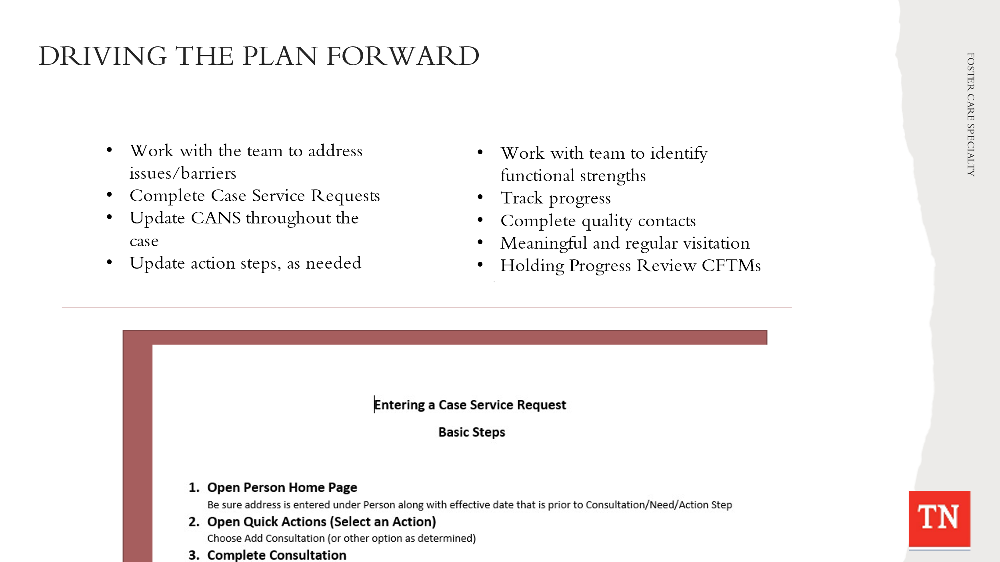 DRIVING THE PLAN FORWARD
FOSTER CARE SPECIALTY
• Work with the team to address
issues/barriers
• Complete Case Service Requests
• Update CANS throughout the
case
• Update action steps, as needed
• Work with team to identify
functional strengths
• Track progress
• Complete quality contacts
• Meaningful and regular visitation
• Holding Progress Review CFTMs
Entering a Case Service Request
Basic Steps
1. Open Person Home Page
Be sure address is entered under Person along with effective date that is prior to Consultation/Need/Action Step
2. Open Quick Actions (Select an Action)
Choose Add Consultation (or other option as determined)
3. Complete Consultation
TN